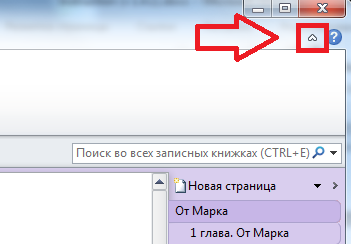 Поиск во всех записных книжках (CTRL+E)
Новая страница
От Марка
1 глава. От Марка